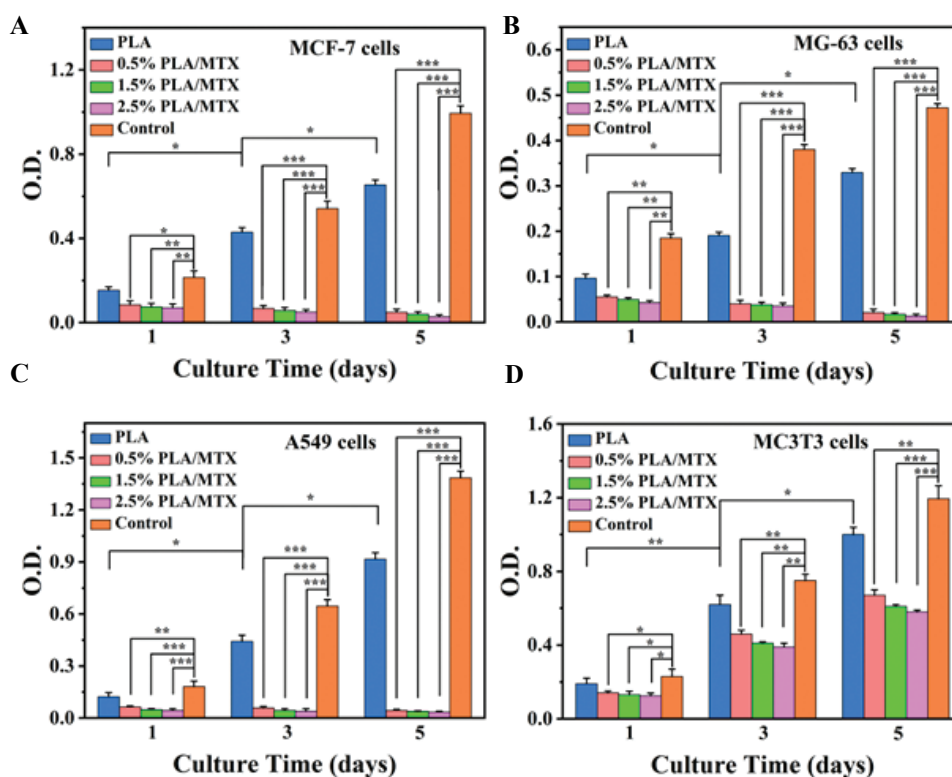 A
MCF-7 cells
PLA
0.5% PLA/MTX
1.5% PLA/MTX
2.5% PLA/MTX
Control
O.D.
1.2
0.8
0.4
0.0
*
*
*
**
**
***
***
***
***
***
***
1
3
5
Culture Time (days)
B
MG-63 cells
PLA
0.5% PLA/MTX
1.5% PLA/MTX
2.5% PLA/MTX
Control
O.D.
0.6
0.5
0.3
0.2
0.1
0.0
*
*
**
**
**
***
***
***
***
***
***
1
3
5
Culture Time (days)
C
A549 cells
PLA
0.5% PLA/MTX
1.5% PLA/MTX
2.5% PLA/MTX
Control
O.D.
1.5
1.2
0.9
0.6
0.3
0.0
*
*
**
***
***
***
***
***
***
***
***
1
3
5
Culture Time (days)
D
MC3T3 cells
PLA
0.5% PLA/MTX
1.5% PLA/MTX
2.5% PLA/MTX
Control
O.D.
1.6
1.2
0.8
0.4
0.0
**
*
*
*
*
**
**
**
**
***
***
1
3
5
Culture Time (days)